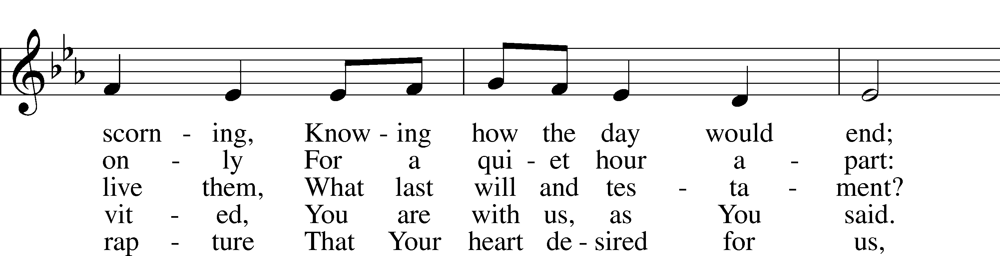 scorn - ing, Know - ing how the day would end;
on - ly For a qui - et hour a - part:
live them, What last will and tes - ta - ment?
vit - ed, You are with us, as You said.
rap - ture That Your heart de - sired for us,